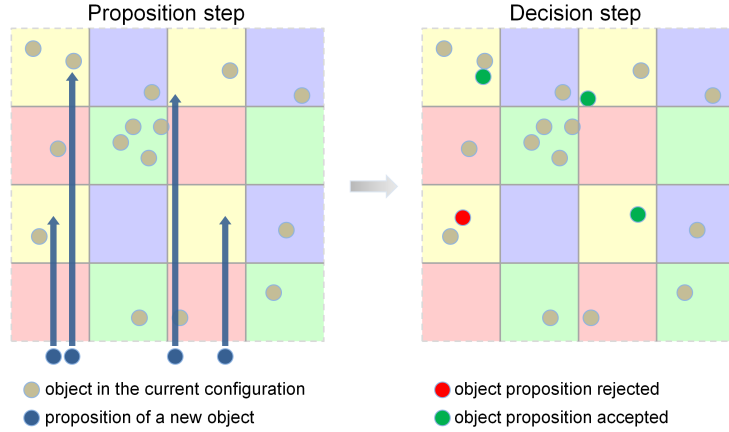 Proposition step
Decision step
object in the current configuration
proposition of a new object
object proposition rejected
object proposition accepted